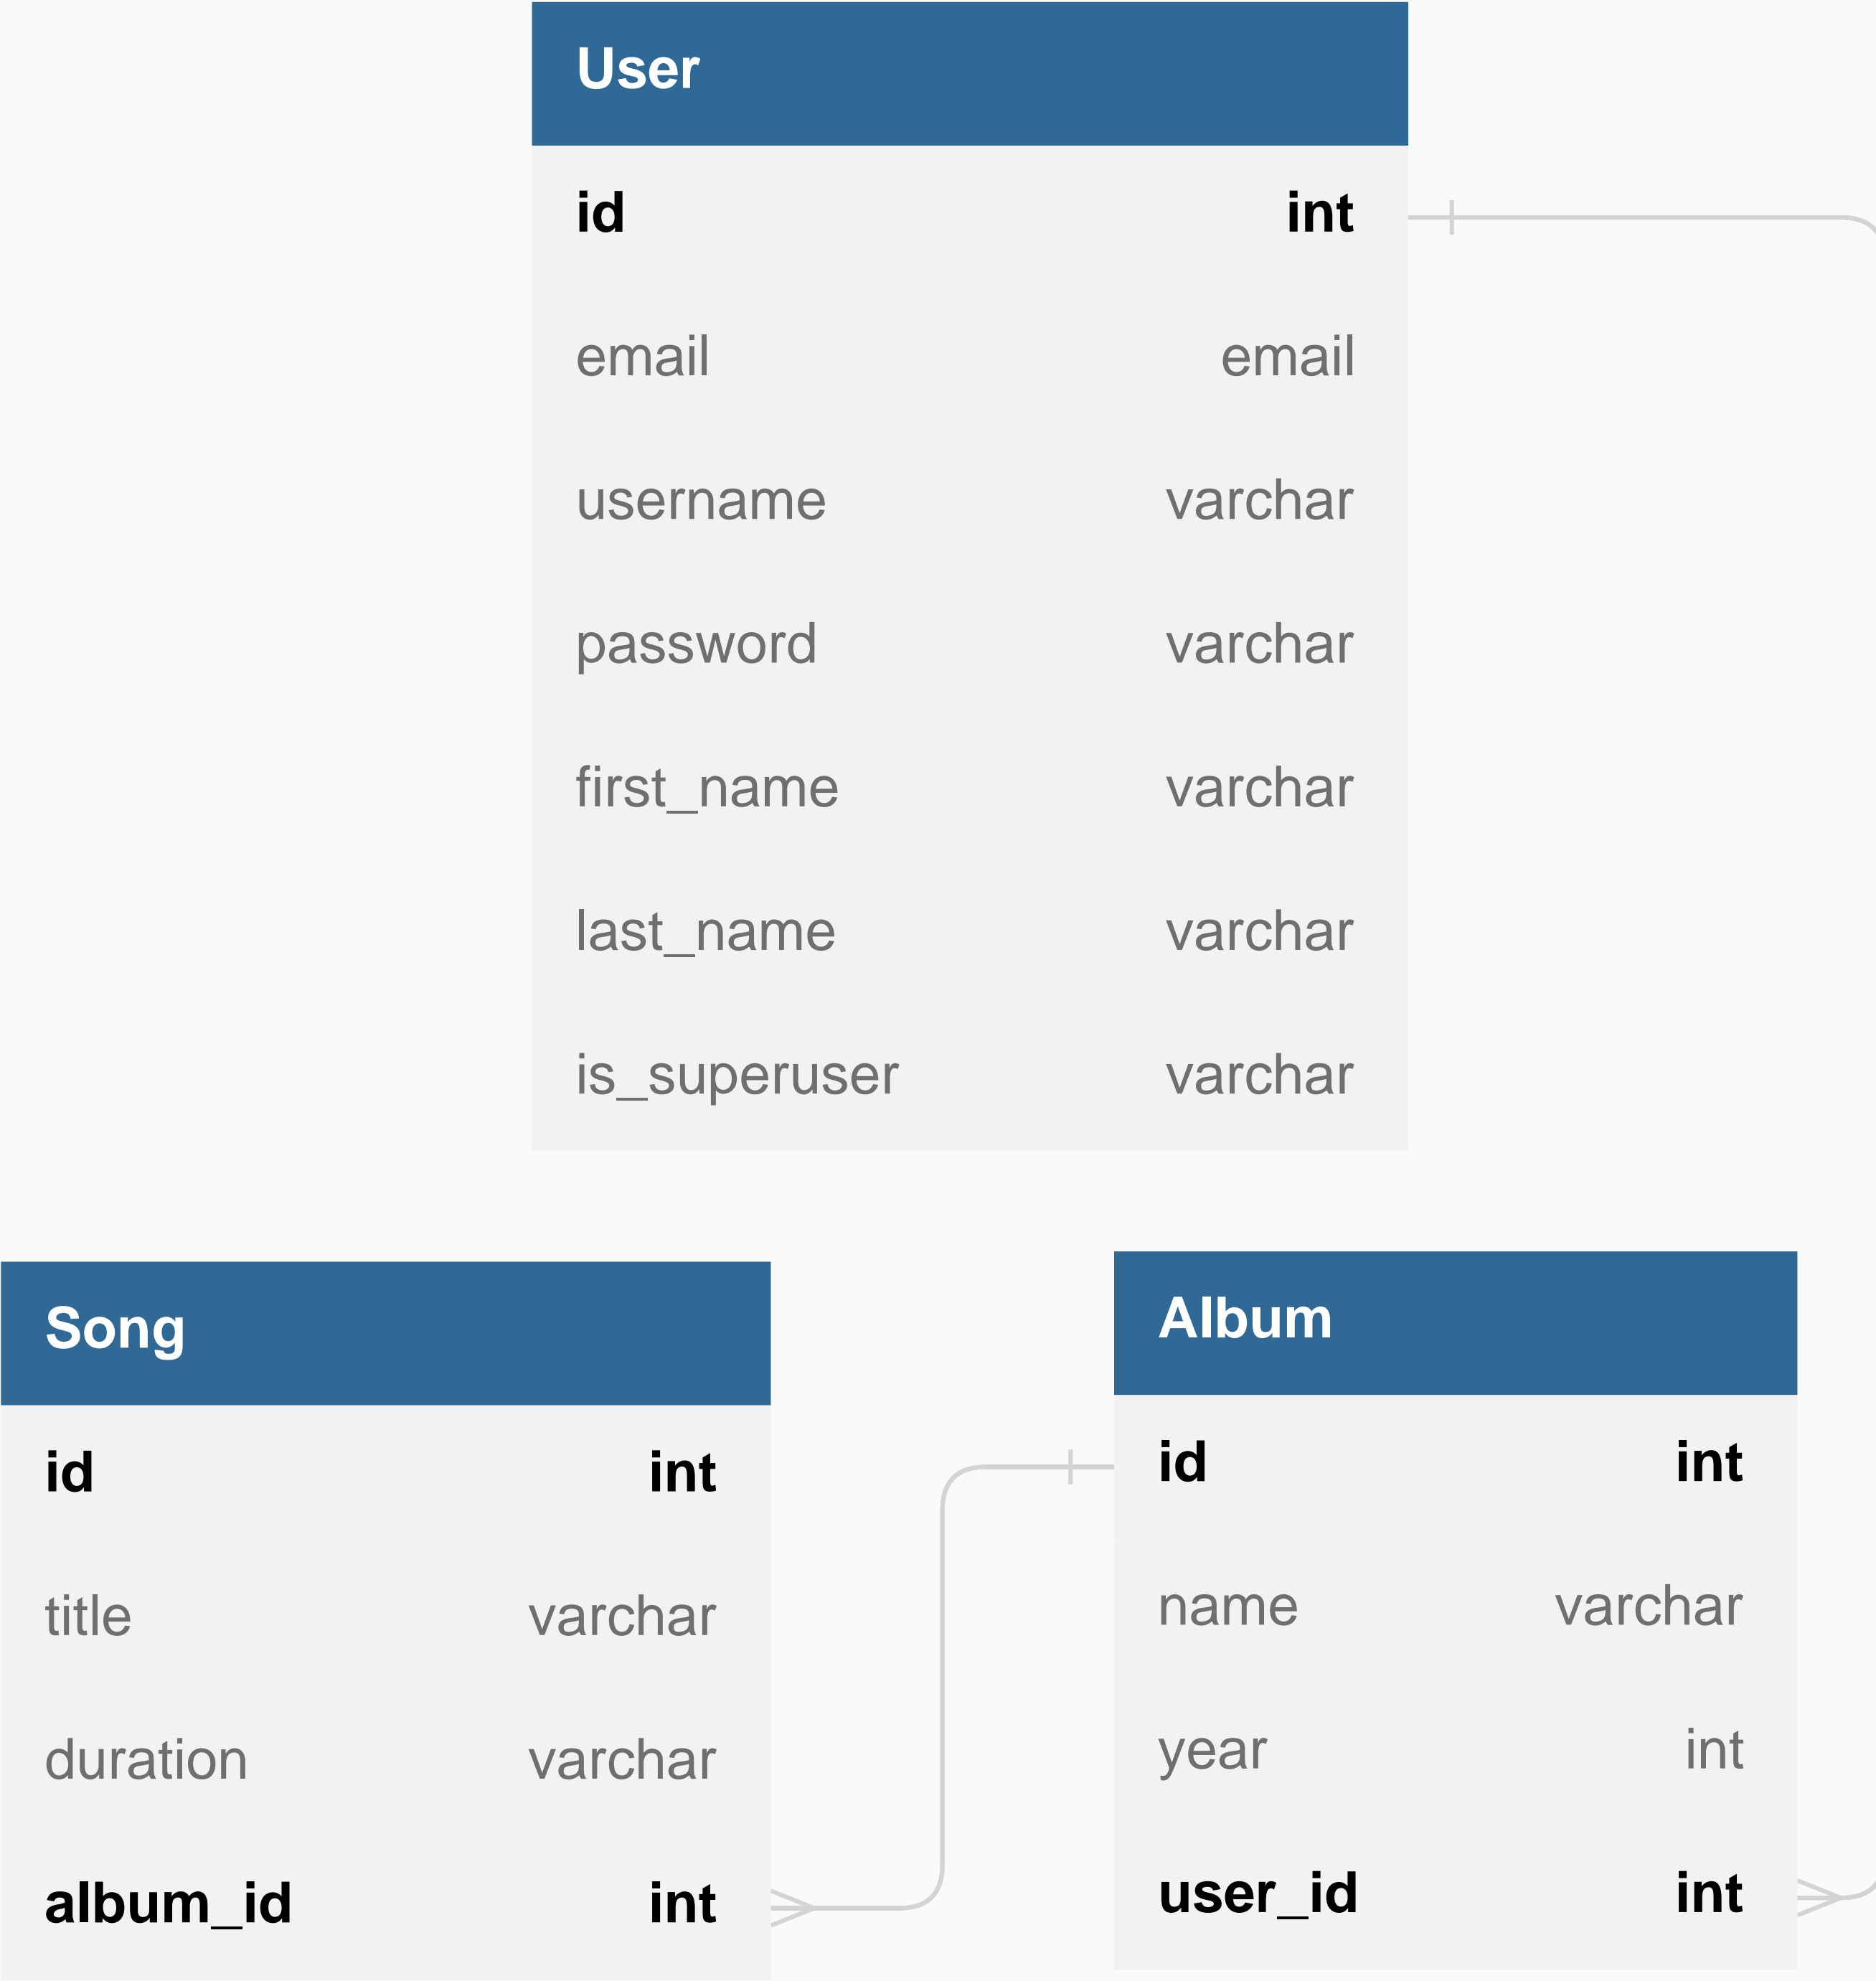 User
id int
email email
username varchar
password varchar
first_name varchar
last_name varchar
is_superuser varchar
Song
id int
title varchar
duration varchar
album_id int
Album
id int
name varchar
year int
user_id int